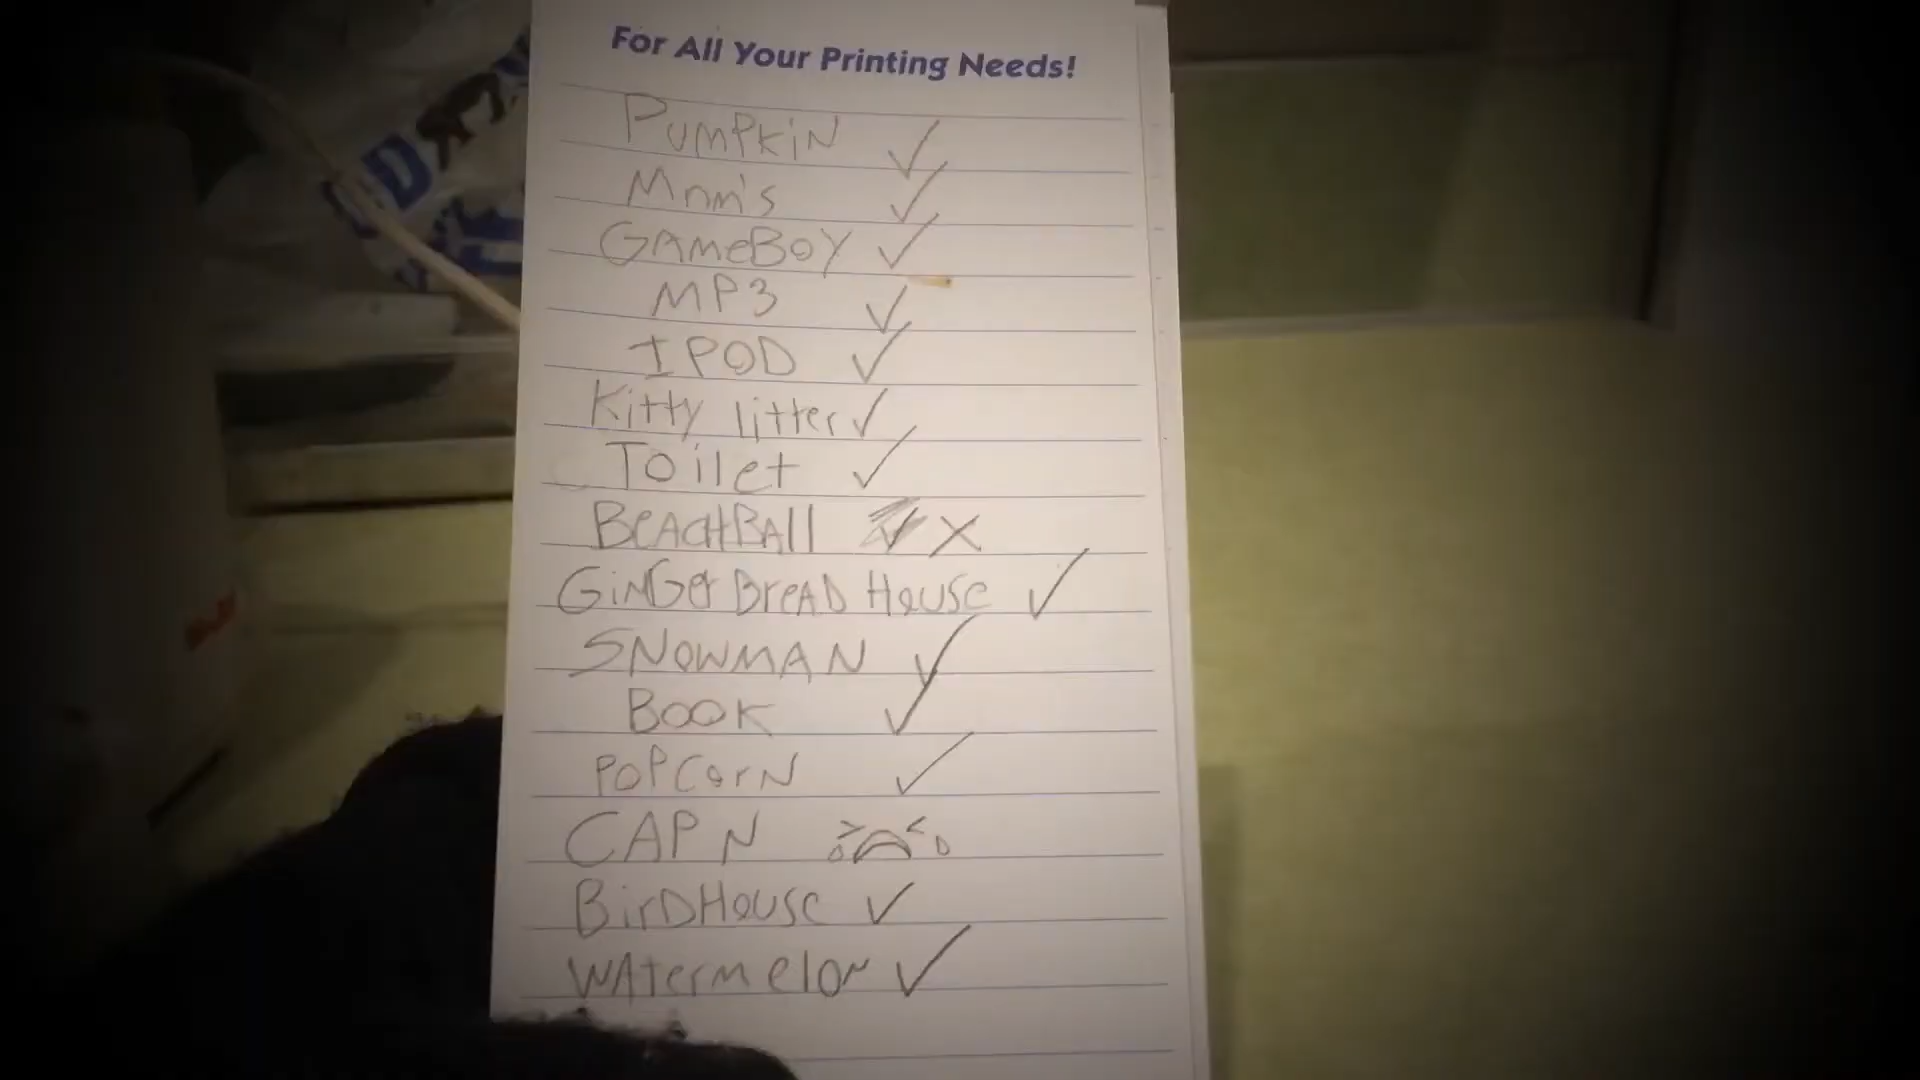 For All Your Printing Needs!
PUMPKiN ✓
Mnm's ✓
GAMeBOY ✓
MP3 ✓
IPOD ✓
Kitty litter ✓
Toilet ✓
BeACHBAll ✓ X
GiNGer BreAD House ✓
SNOWMAN ✓
BOOK ✓
POPCorN ✓
CAP N
BirDHouse ✓
WAtermelon ✓